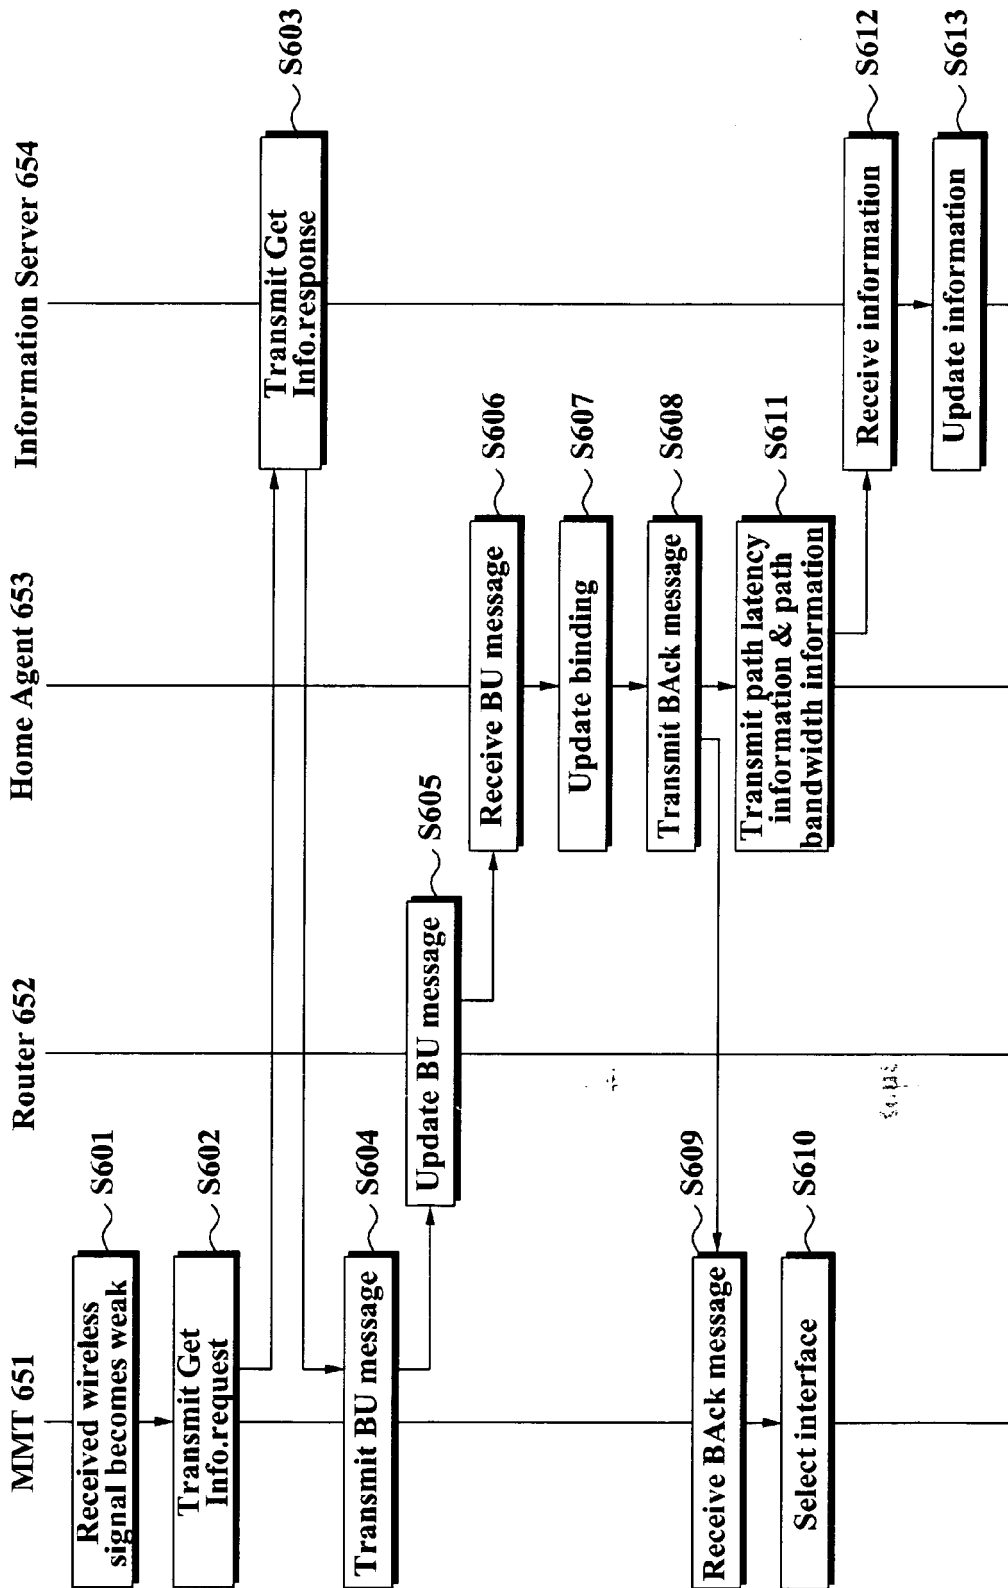 MMT 651
Router 652
Home Agent 653
Information Server 654
Received wireless
signal becomes weak
S601
Transmit Get
Info.request
S602
Transmit Get
Info.response
S603
Transmit BU message
S604
Update BU message
S605
Receive BU message
S606
Update binding
S607
Transmit BAck message
S608
Receive BAck message
S609
Select interface
S610
Transmit path latency
information & path
bandwidth information
S611
Receive information
S612
Update information
S613